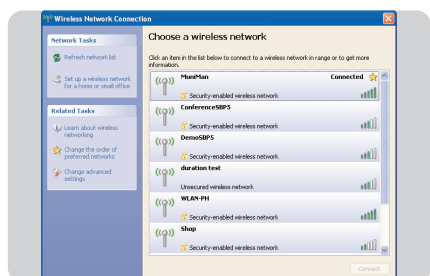 Wireless Network Connection
Network Tasks
Refresh network list
Set up a wireless network
for a home or small office
Related Tasks
Learn about wireless
networking
Change the order of
preferred networks
Change advanced
settings
Choose a wireless network
Click an item in the list below to connect to a wireless network in range or to get more
information.
MuniMan
Connected
Security-enabled wireless network
ConferenceSBPS
Security-enabled wireless network
DemoSBPS
Security-enabled wireless network
duration test
Unsecured wireless network
WLAN-PH
Security-enabled wireless network
Shop
Security-enabled wireless network
Connect